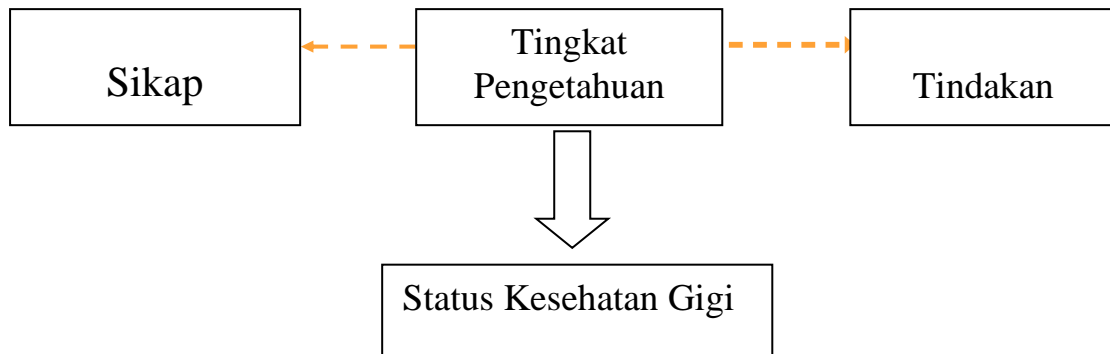 Sikap
Tingkat
Pengetahuan
Tindakan
Status Kesehatan Gigi